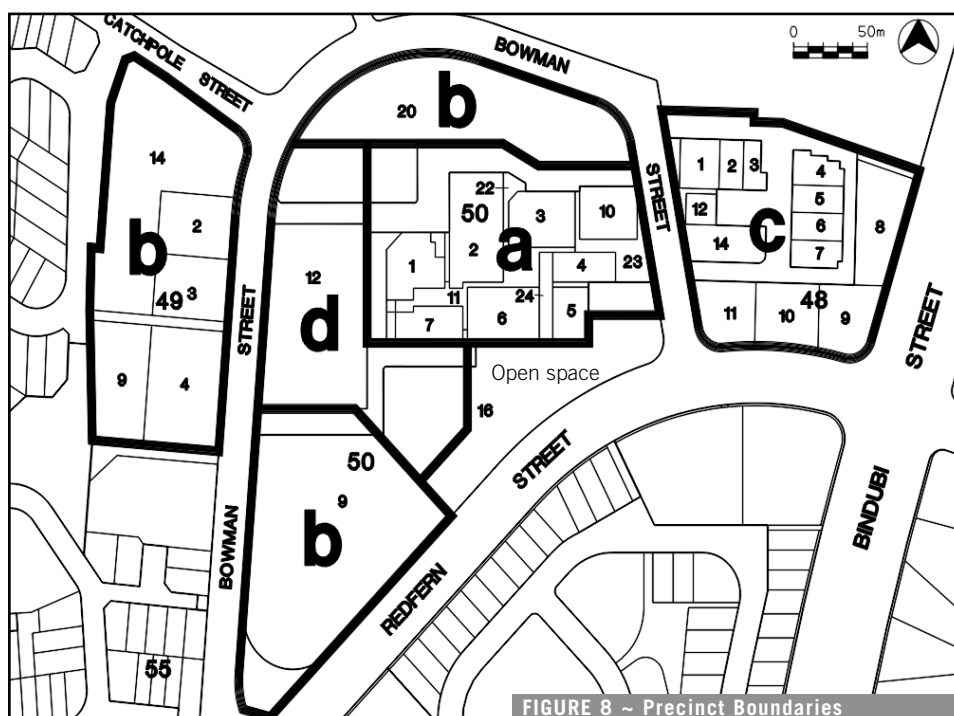 CATCHPOLE STREET
BOWMAN
STREET
0 50m
20
b
14
2
b
49
3
9
4
BOWMAN
STREET
12
d
22
50
3
10
2
a
1
4
23
11
24
7
6
5
1
2
3
4
12
5
c
6
14
7
8
48
11
10
9
Open space
16
50
9
b
REDFERN
STREET
BINDUBI
STREET
55
FIGURE 8 ~ Precinct Boundaries